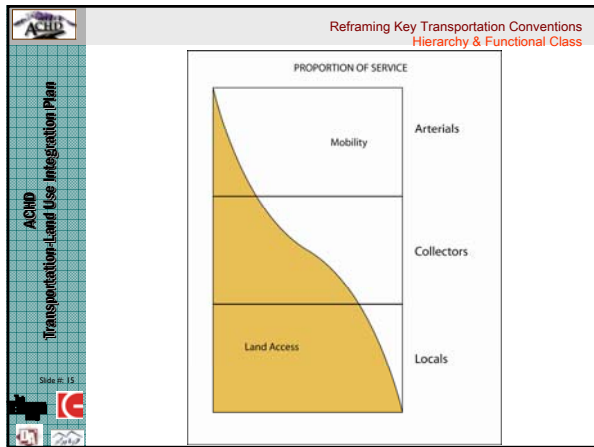 ACHD
Reframing Key Transportation Conventions
Hierarchy & Functional Class
ACHD
Transportation-Land Use Integration Plan
PROPORTION OF SERVICE
Mobility
Arterials
Collectors
Land Access
Locals
Slide #: 15